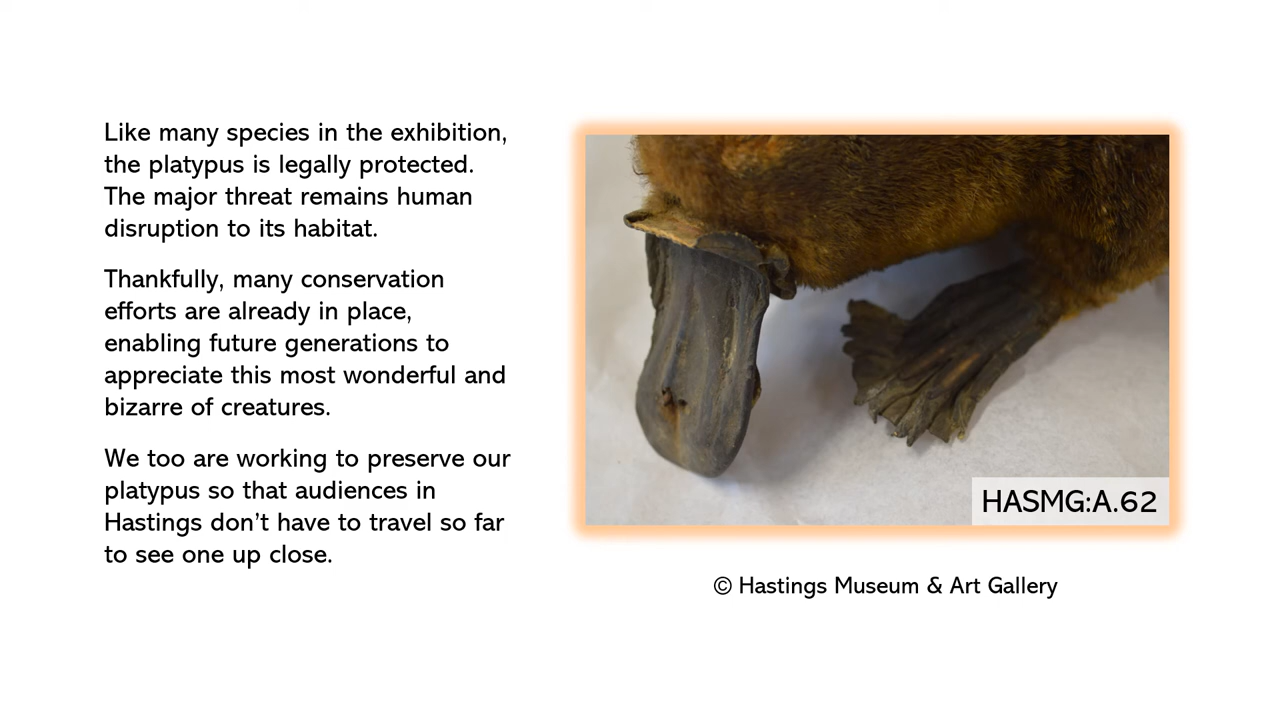 Like many species in the exhibition,
the platypus is legally protected.
The major threat remains human
disruption to its habitat.
Thankfully, many conservation
efforts are already in place,
enabling future generations to
appreciate this most wonderful and
bizarre of creatures.
We too are working to preserve our
platypus so that audiences in
Hastings don’t have to travel so far
to see one up close.
HASMG:A.62
© Hastings Museum & Art Gallery